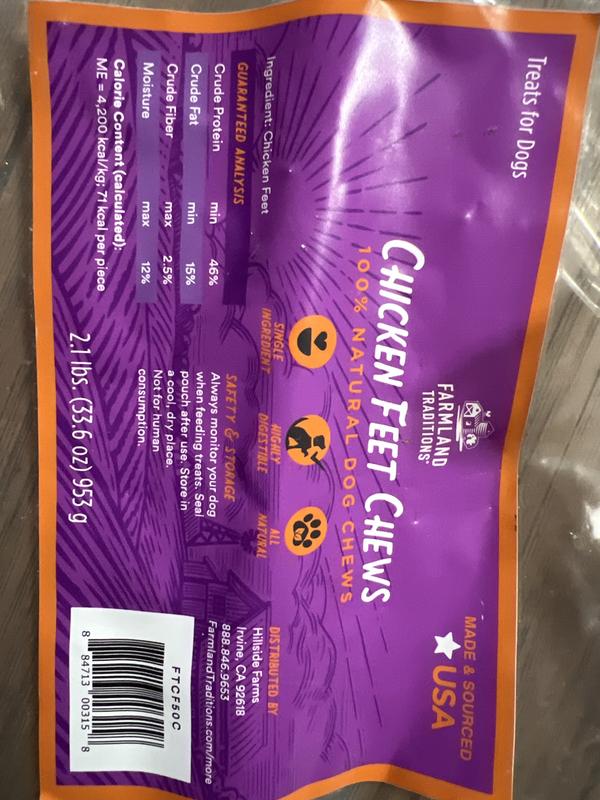 Treats for Dogs
FARMLAND
TRADITIONS®
MADE & SOURCED
USA
CHICKEN FEET CHEWS
100% NATURAL DOG CHEWS
Ingredient: Chicken Feet
GUARANTEED ANALYSIS
Crude Protein min 46%
Crude Fat min 15%
Crude Fiber max 2.5%
Moisture max 12%
Calorie Content (calculated):
ME = 4,200 kcal/kg; 71 kcal per piece
SINGLE
INGREDIENT
HIGHLY
DIGESTIBLE
ALL
NATURAL
SAFETY & STORAGE
Always monitor your dog
when feeding treats. Seal
pouch after use. Store in
a cool, dry place.
Not for human
consumption.
2.1 lbs. (33.6 oz) 953 g
DISTRIBUTED BY
Hillside Farms
Irvine, CA 92618
888.846.9653
FarmlandTraditions.com/more
FTCF50C
8 84713 00315 8